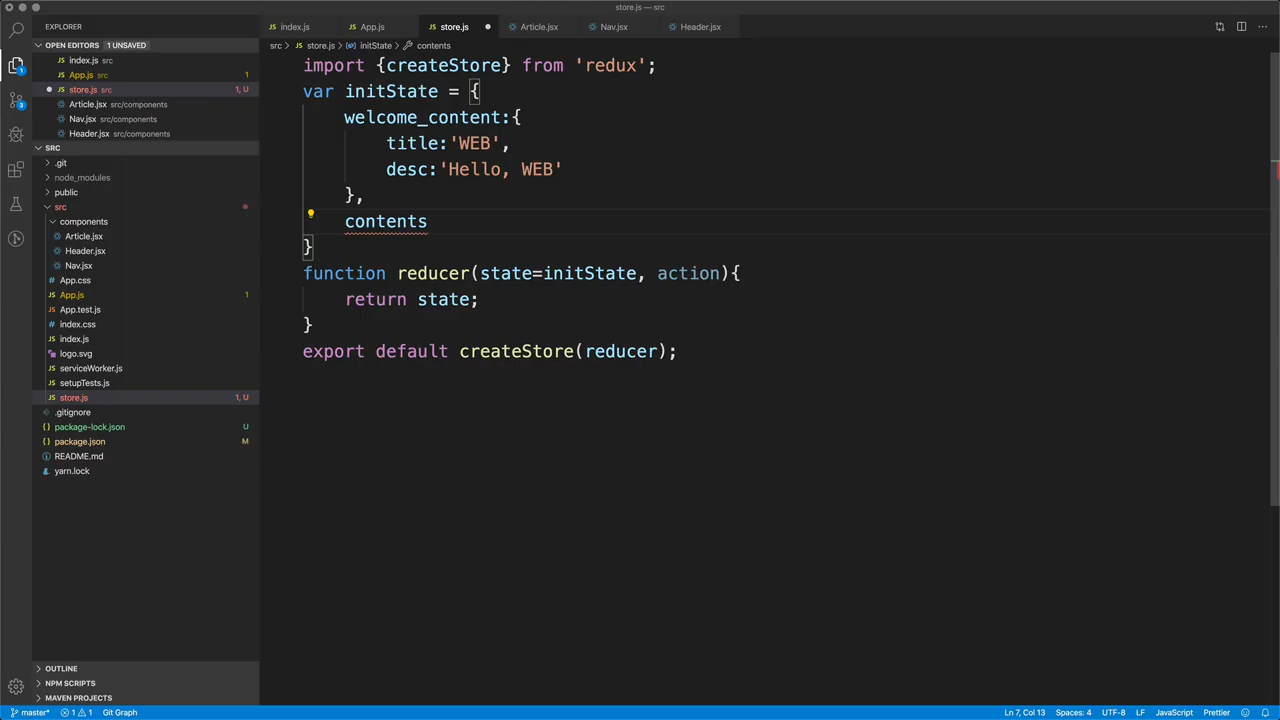 store.js — src
EXPLORER
index.js
App.js
store.js
Article.jsx
Nav.jsx
Header.jsx
OPEN EDITORS 1 UNSAVED
index.js src
App.js src 1
store.js src 1, U
Article.jsx src/components
Nav.jsx src/components
Header.jsx src/components
SRC
.git
node_modules
public
src
components
Article.jsx
Header.jsx
Nav.jsx
App.css
App.js 1
App.test.js
index.css
index.js
logo.svg
serviceWorker.js
setupTests.js
store.js 1, U
.gitignore
package-lock.json U
package.json M
README.md
yarn.lock
OUTLINE
NPM SCRIPTS
MAVEN PROJECTS
src > store.js > initState > contents
import {createStore} from 'redux';
var initState = {
welcome_content:{
title:'WEB',
desc:'Hello, WEB'
},
contents
}
function reducer(state=initState, action){
return state;
}
export default createStore(reducer);
master* 1 1 Git Graph
Ln 7, Col 13 Spaces: 4 UTF-8 LF JavaScript Prettier